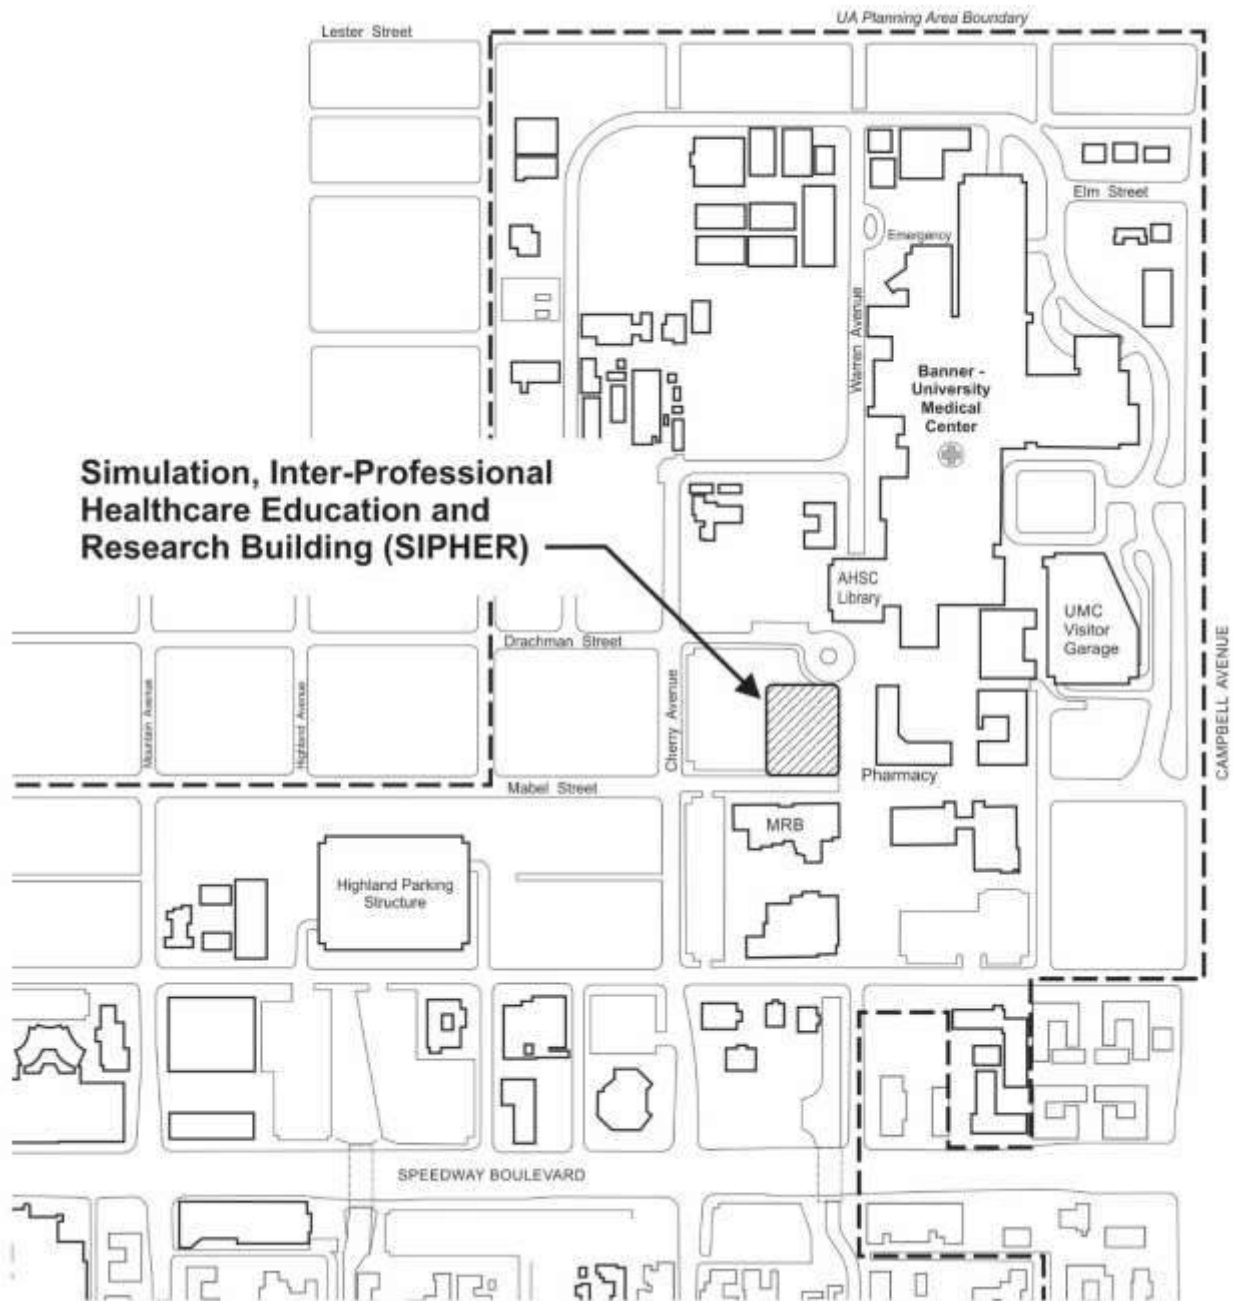 UA Planning Area Boundary
Lester Street
Elm Street
Emergency
Warren Avenue
Banner -
University
Medical
Center
Simulation, Inter-Professional
Healthcare Education and
Research Building (SIPHER)
AHSC
Library
UMC
Visitor
Garage
CAMPBELL AVENUE
Drachman Street
Mountain Avenue
Highland Avenue
Cherry Avenue
Pharmacy
Mabel Street
MRB
Highland Parking
Structure
SPEEDWAY BOULEVARD